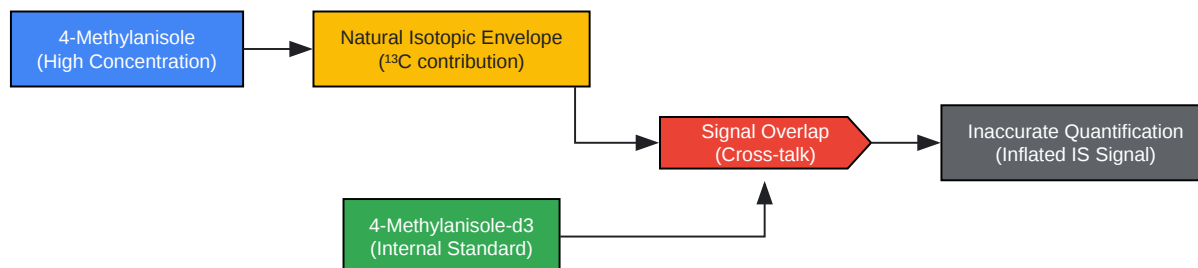 4-Methylanisole
(High Concentration)
Natural Isotopic Envelope
(¹³C contribution)
Signal Overlap
(Cross-talk)
Inaccurate Quantification
(Inflated IS Signal)
4-Methylanisole-d3
(Internal Standard)